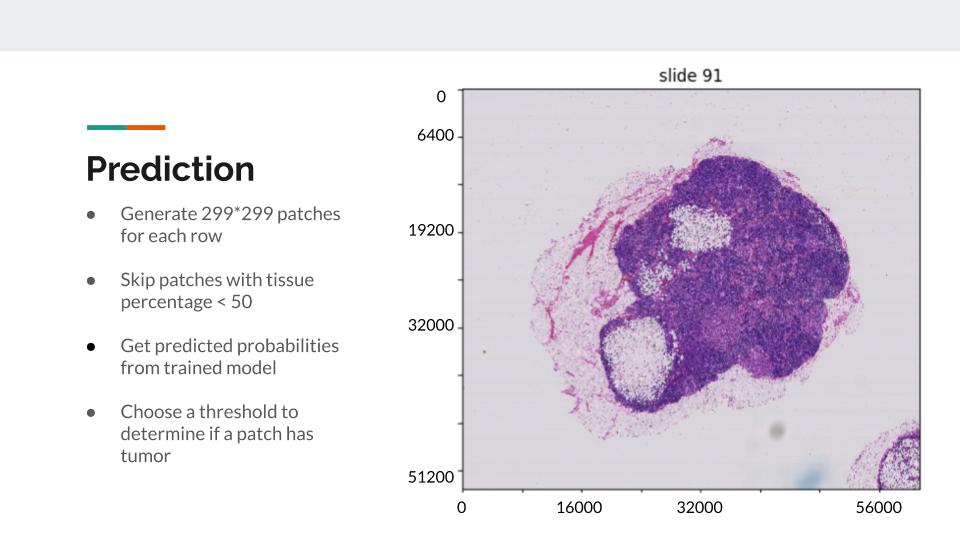 Prediction
● Generate 299*299 patches
for each row
● Skip patches with tissue
percentage < 50
● Get predicted probabilities
from trained model
● Choose a threshold to
determine if a patch has
tumor
slide 91
0
6400
19200
32000
51200
0 16000 32000 56000